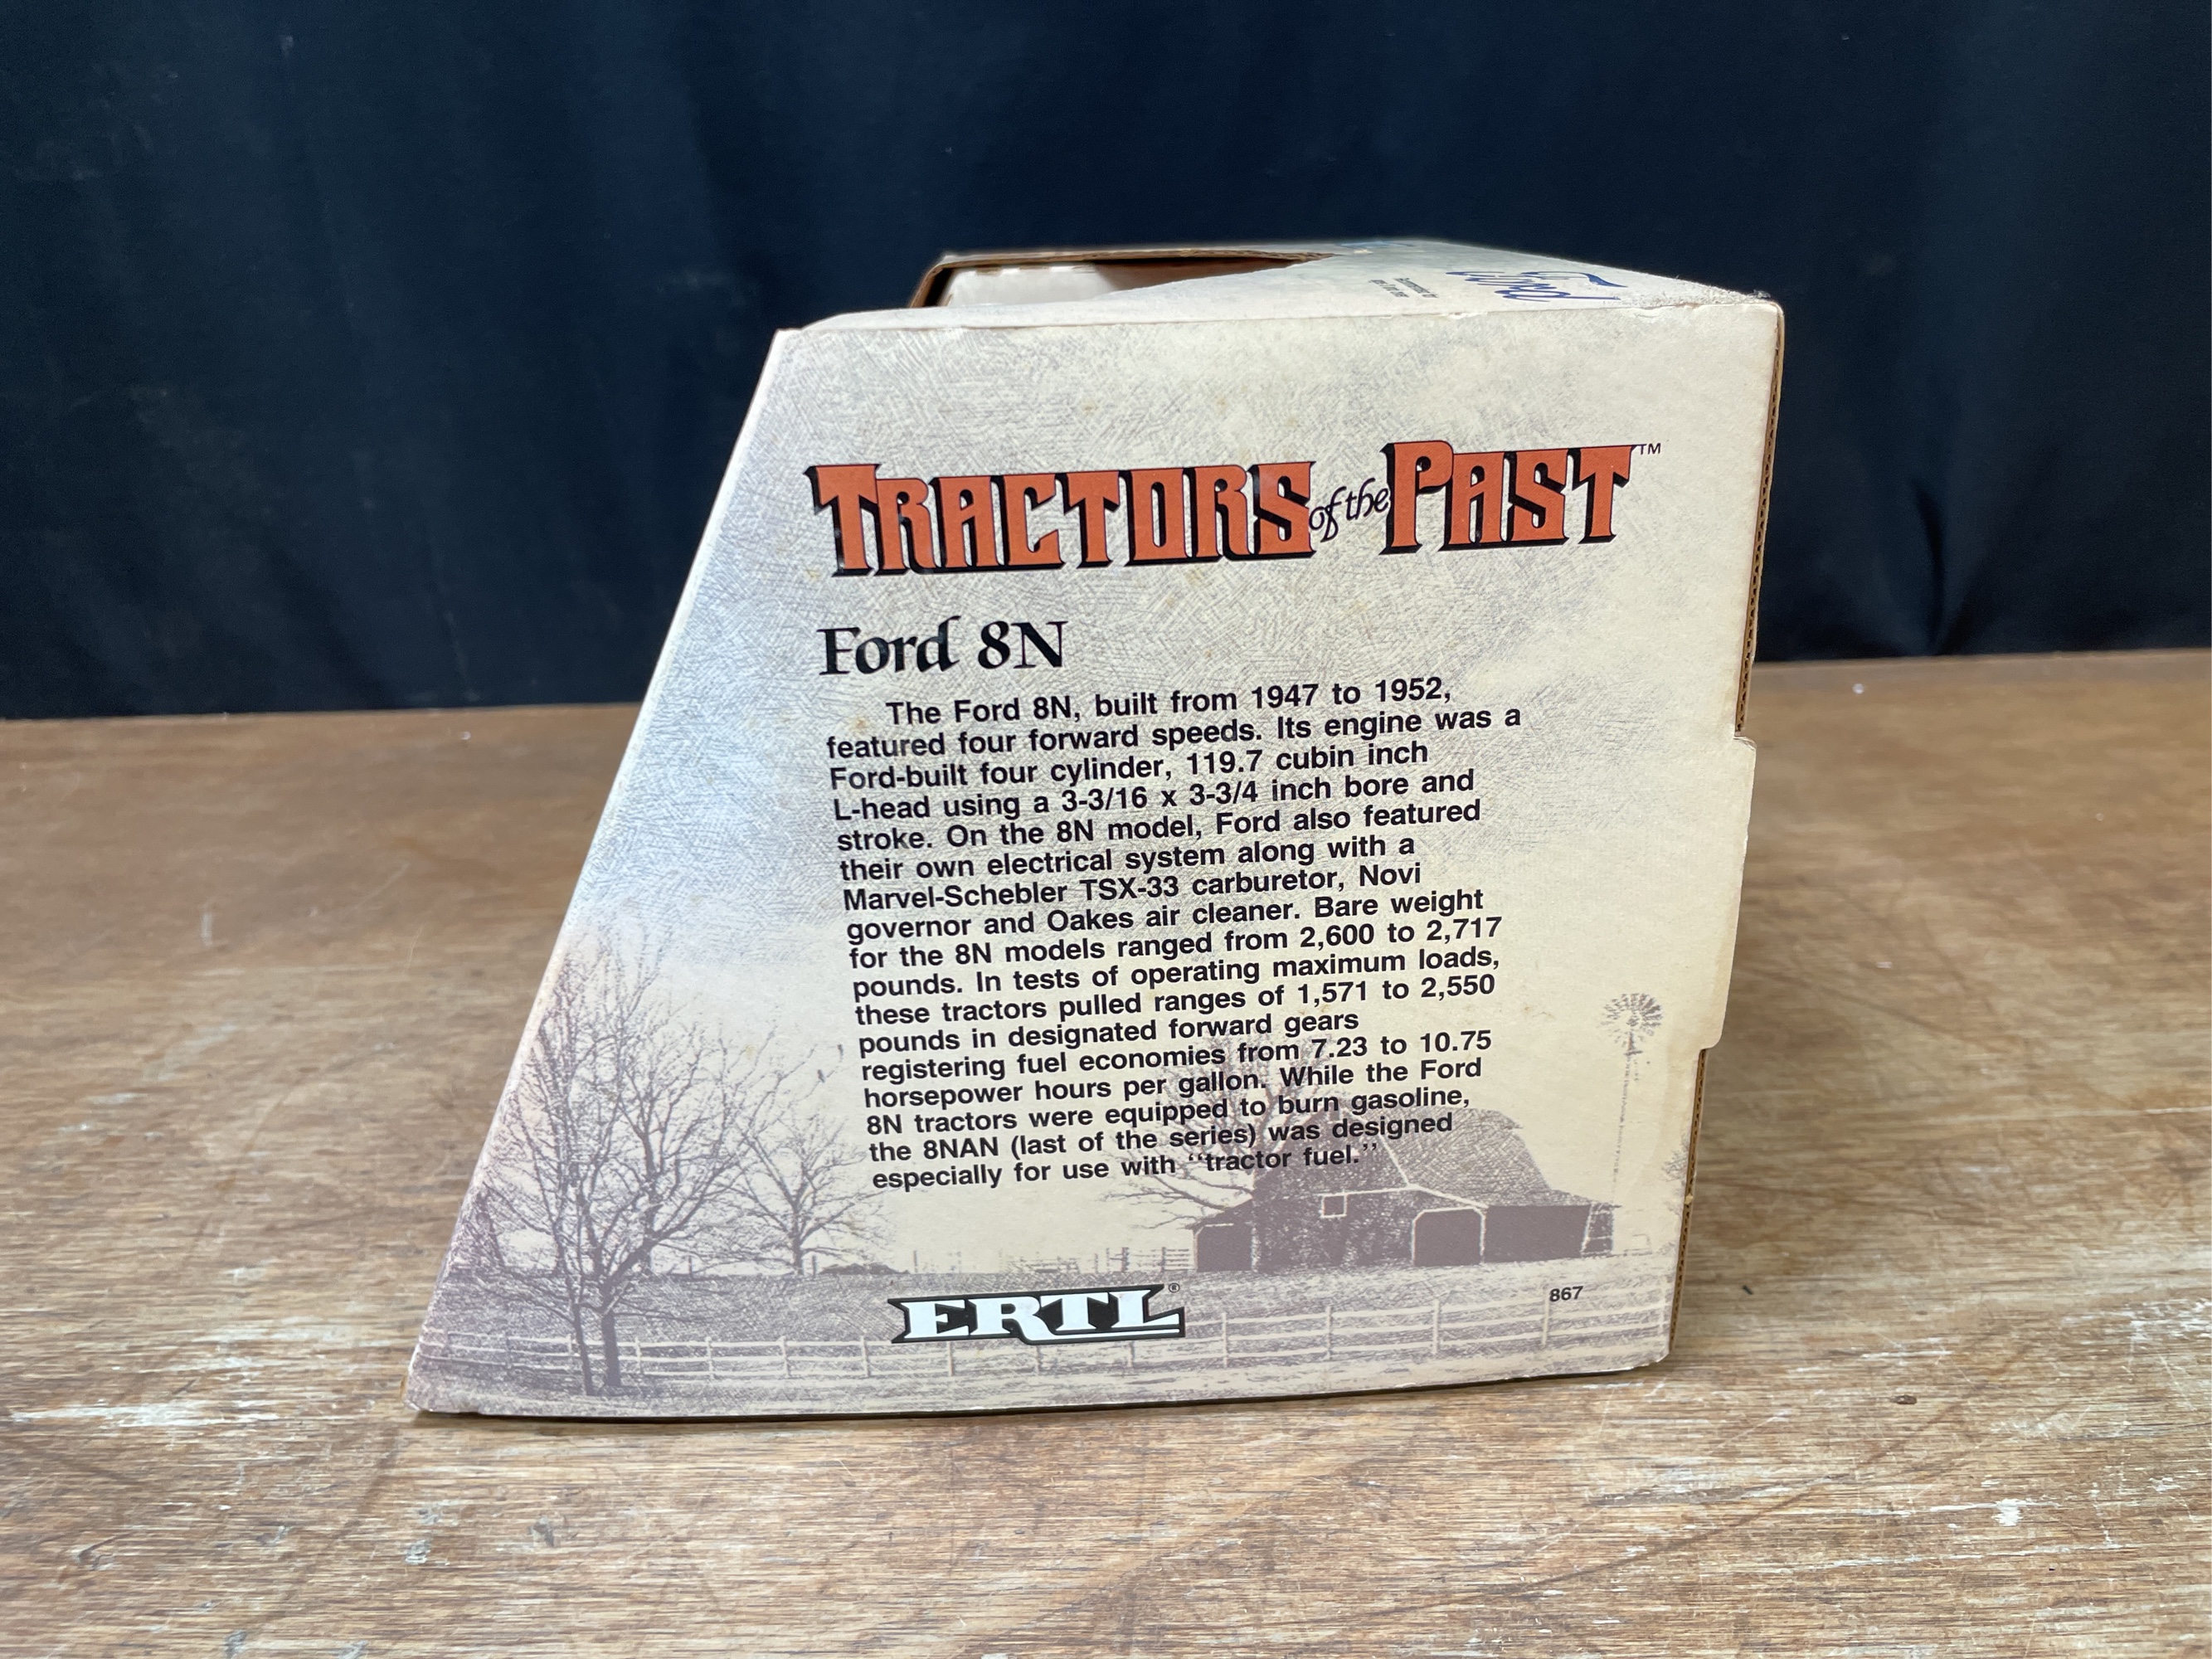 Ford
TRACTORS of the PAST™
Ford 8N
The Ford 8N, built from 1947 to 1952,
featured four forward speeds. Its engine was a
Ford-built four cylinder, 119.7 cubin inch
L-head using a 3-3/16 x 3-3/4 inch bore and
stroke. On the 8N model, Ford also featured
their own electrical system along with a
Marvel-Schebler TSX-33 carburetor, Novi
governor and Oakes air cleaner. Bare weight
for the 8N models ranged from 2,600 to 2,717
pounds. In tests of operating maximum loads,
these tractors pulled ranges of 1,571 to 2,550
pounds in designated forward gears
registering fuel economies from 7.23 to 10.75
horsepower hours per gallon. While the Ford
8N tractors were equipped to burn gasoline,
the 8NAN (last of the series) was designed
especially for use with ‘‘tractor fuel.’’
ERTL®
867